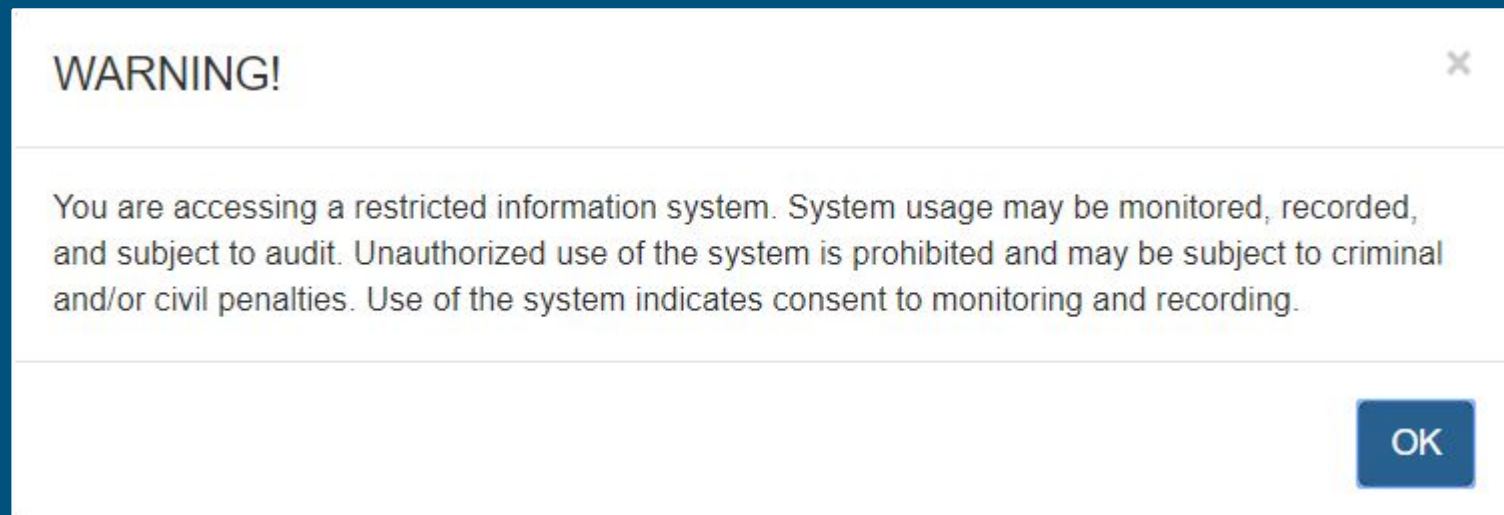 WARNING!
×
You are accessing a restricted information system. System usage may be monitored, recorded,
and subject to audit. Unauthorized use of the system is prohibited and may be subject to criminal
and/or civil penalties. Use of the system indicates consent to monitoring and recording.
OK